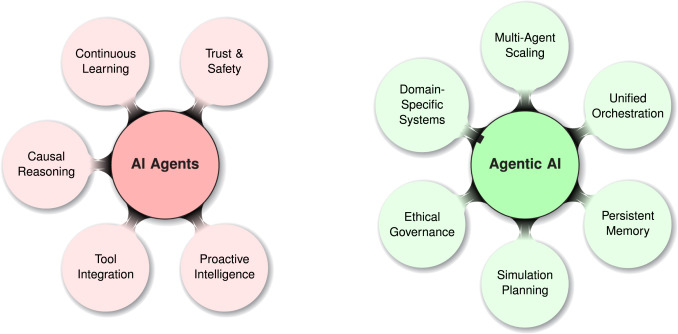 Continuous
Learning
Trust &
Safety
Causal
Reasoning
AI Agents
Tool
Integration
Proactive
Intelligence
Multi-Agent
Scaling
Domain-
Specific
Systems
Unified
Orchestration
Agentic AI
Ethical
Governance
Persistent
Memory
Simulation
Planning